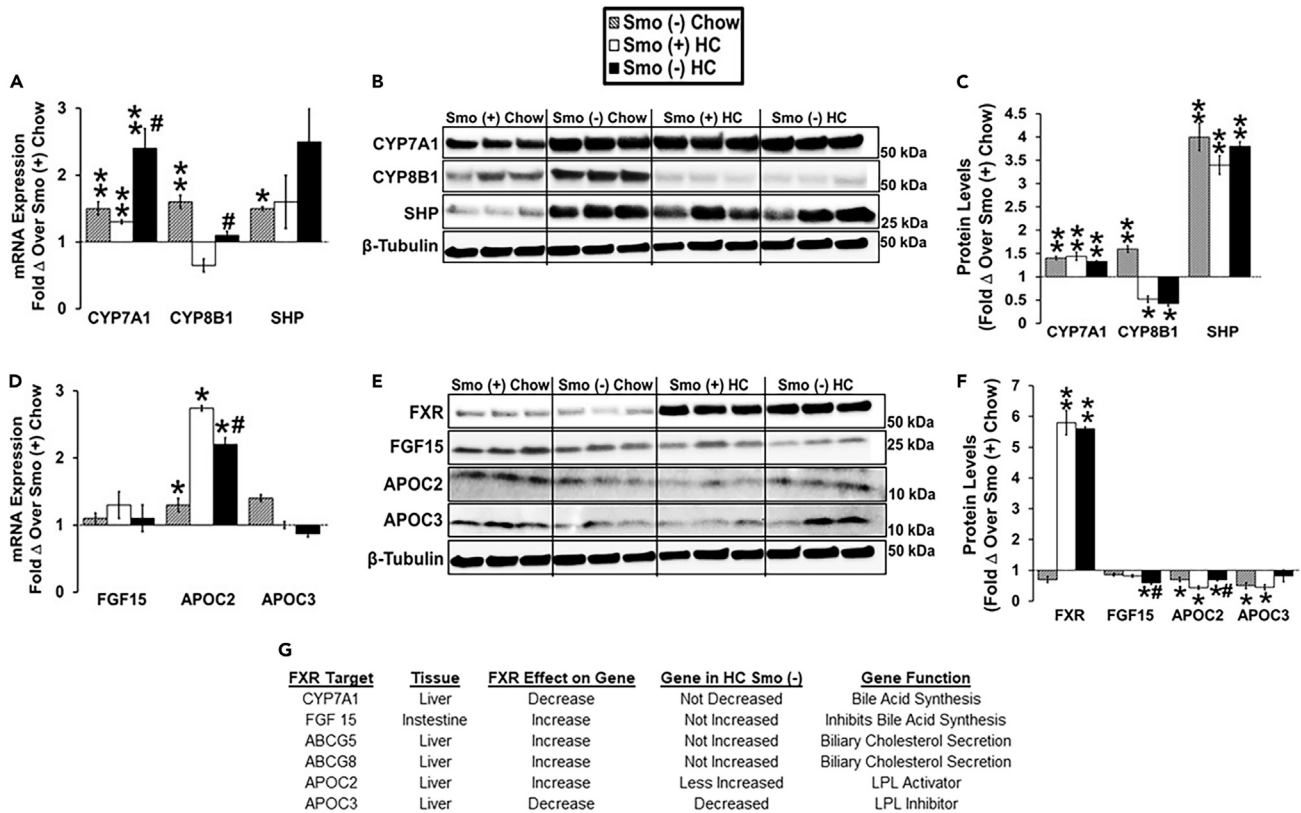 Smo (-) Chow
Smo (+) HC
Smo (-) HC
A
mRNA Expression
Fold Δ Over Smo (+) Chow
3
2
1
0
** ** ** # ** # *
CYP7A1 CYP8B1 SHP
B
Smo (+) Chow Smo (-) Chow Smo (+) HC Smo (-) HC
CYP7A1 50 kDa
CYP8B1
SHP 25 kDa
β-Tubulin 50 kDa
C
Protein Levels
(Fold Δ Over Smo (+) Chow)
4.5
4
3.5
3
2.5
2
1.5
1
0.5
0
** ** ** ** * * ** ** **
CYP7A1 CYP8B1 SHP
D
mRNA Expression
Fold Δ Over Smo (+) Chow
3
2
1
0
* * *#
FGF15 APOC2 APOC3
E
Smo (+) Chow Smo (-) Chow Smo (+) HC Smo (-) HC
FXR 50 kDa
FGF15 25 kDa
APOC2 10 kDa
APOC3 10 kDa
β-Tubulin 50 kDa
F
Protein Levels
(Fold Δ Over Smo (+) Chow)
7
6
5
4
3
2
1
0
** ** *# * * *# * *
FXR FGF15 APOC2 APOC3
G
FXR Target Tissue FXR Effect on Gene Gene in HC Smo (-) Gene Function
CYP7A1 Liver Decrease Not Decreased Bile Acid Synthesis
FGF 15 Instestine Increase Not Increased Inhibits Bile Acid Synthesis
ABCG5 Liver Increase Not Increased Biliary Cholesterol Secretion
ABCG8 Liver Increase Not Increased Biliary Cholesterol Secretion
APOC2 Liver Increase Less Increased LPL Activator
APOC3 Liver Decrease Decreased LPL Inhibitor